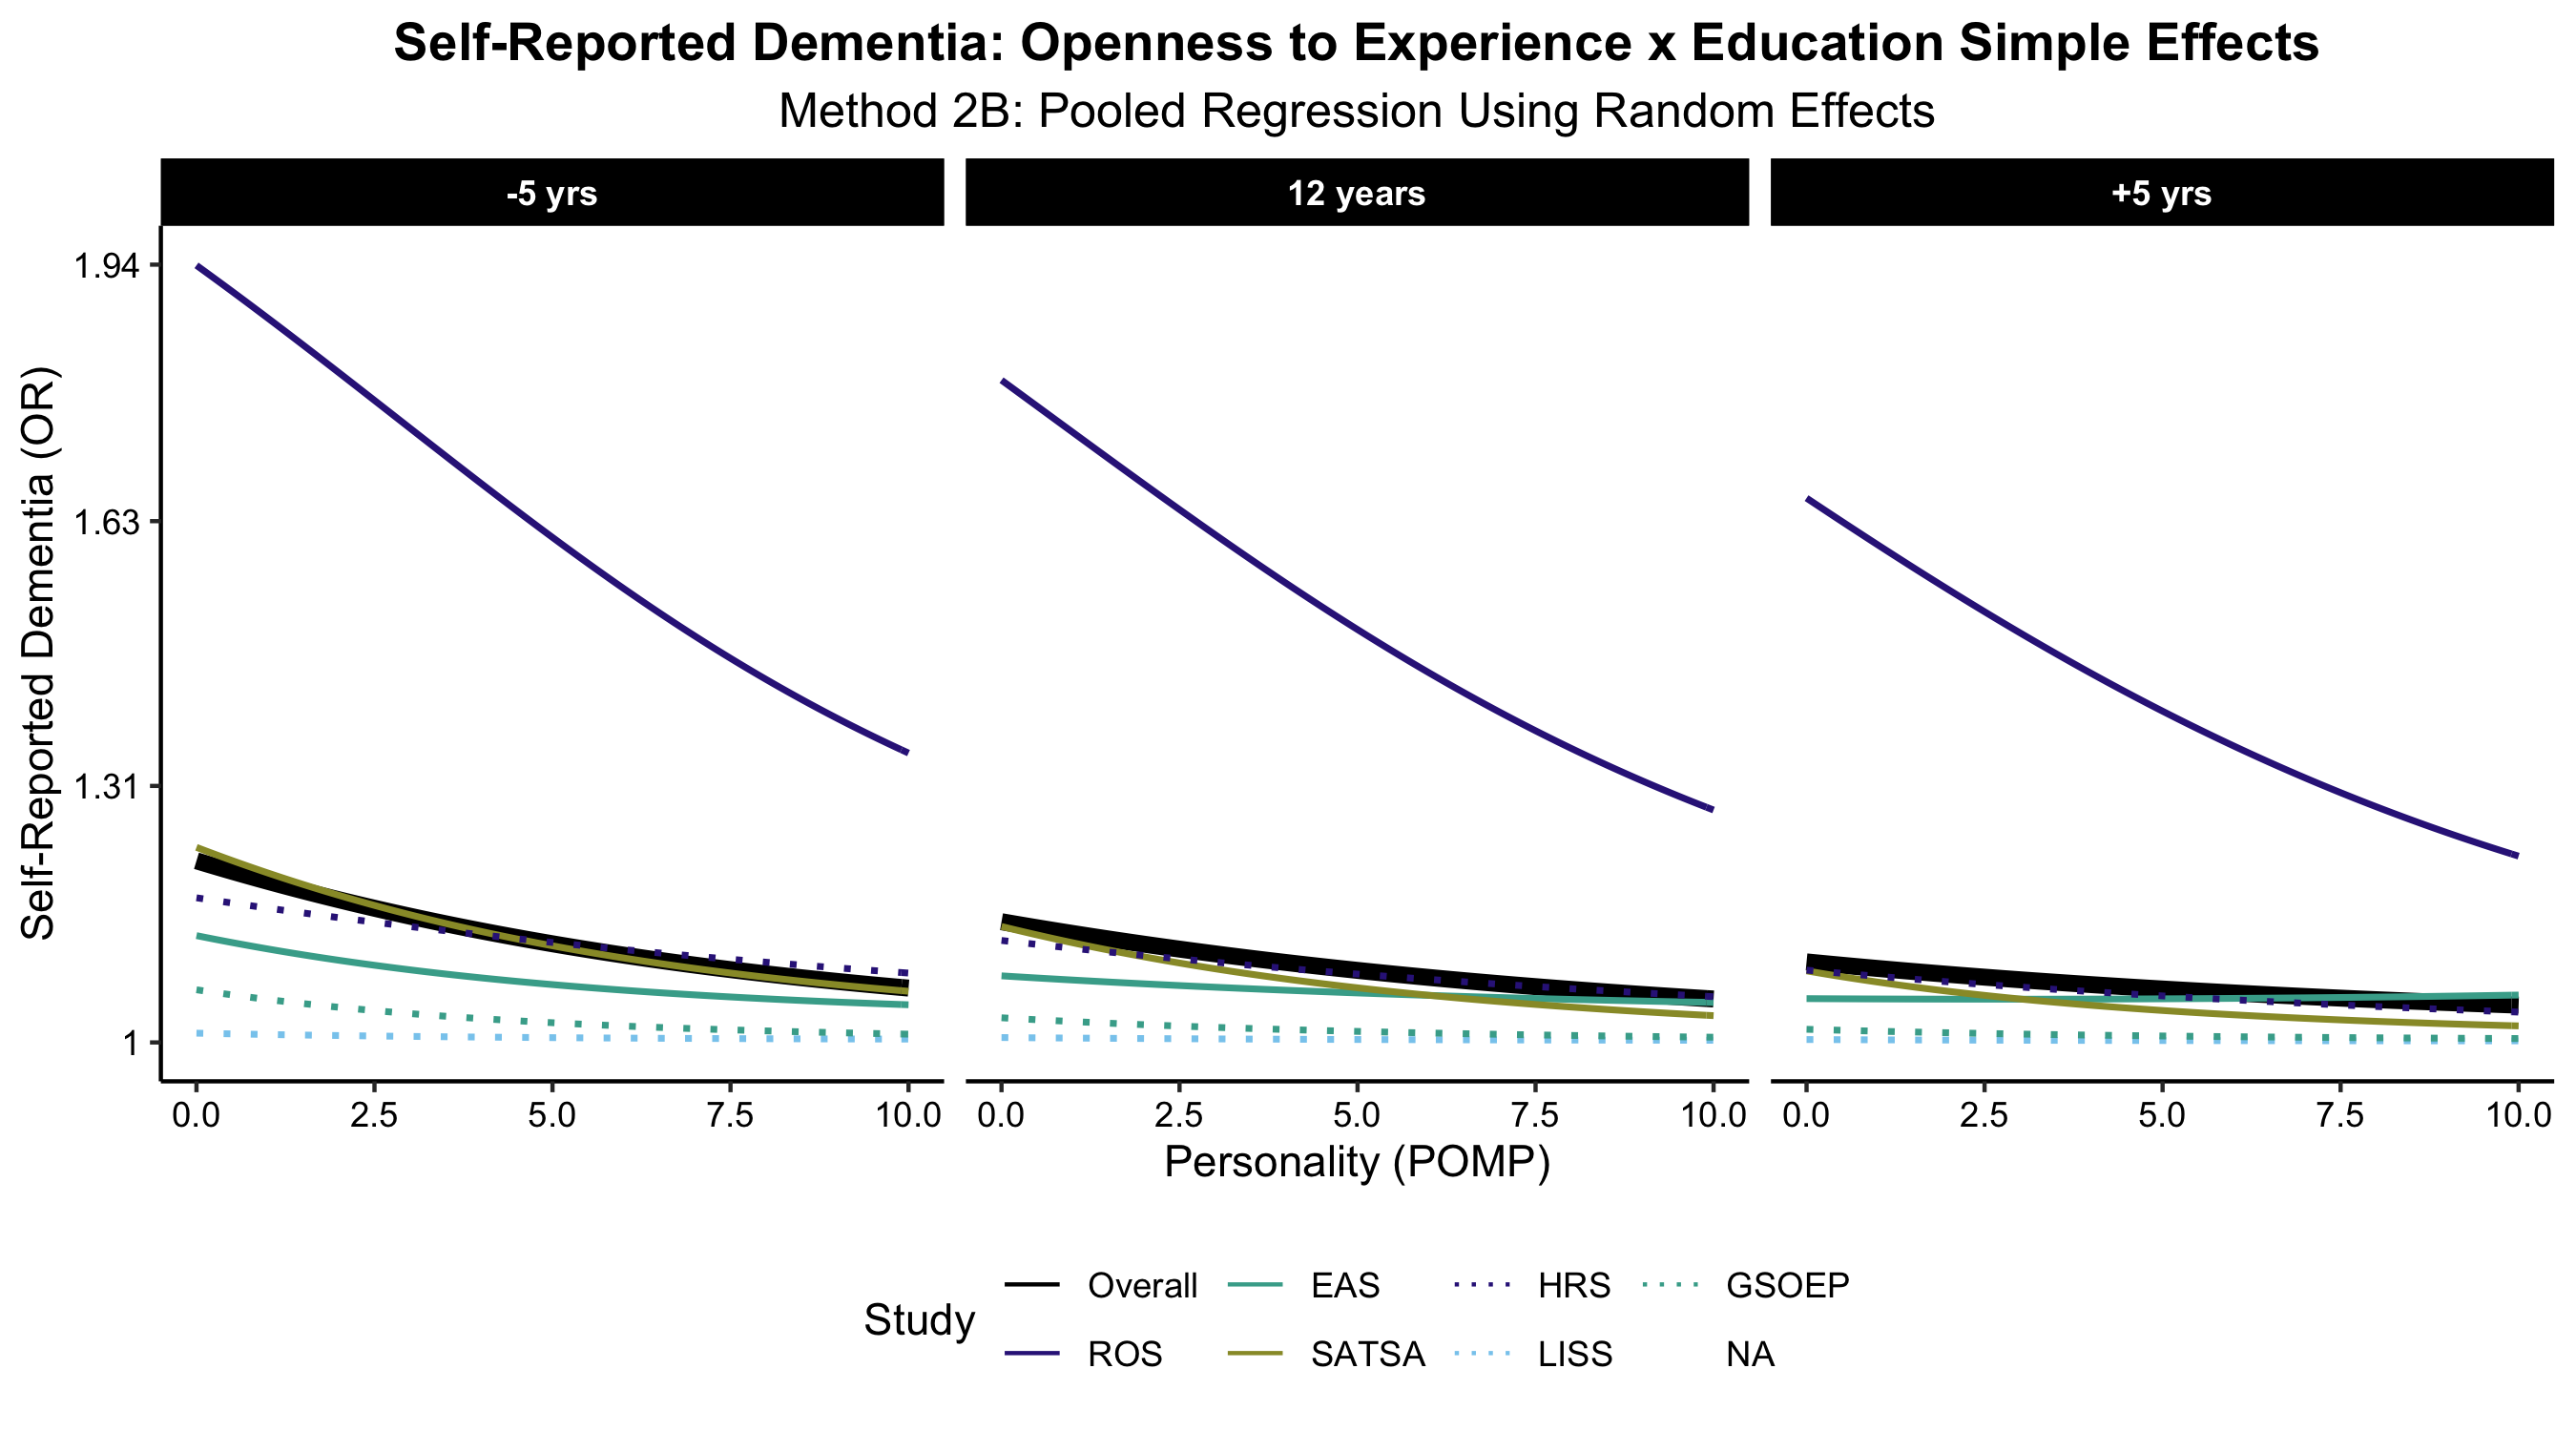 Self-Reported Dementia: Openness to Experience x Education Simple Effects
Method 2B: Pooled Regression Using Random Effects
-5 yrs
12 years
+5 yrs
Self-Reported Dementia (OR)
1.94
1.63
1.31
1
0.0 2.5 5.0 7.5 10.0
0.0 2.5 5.0 7.5 10.0
0.0 2.5 5.0 7.5 10.0
Personality (POMP)
Study
Overall EAS HRS GSOEP
ROS SATSA LISS NA